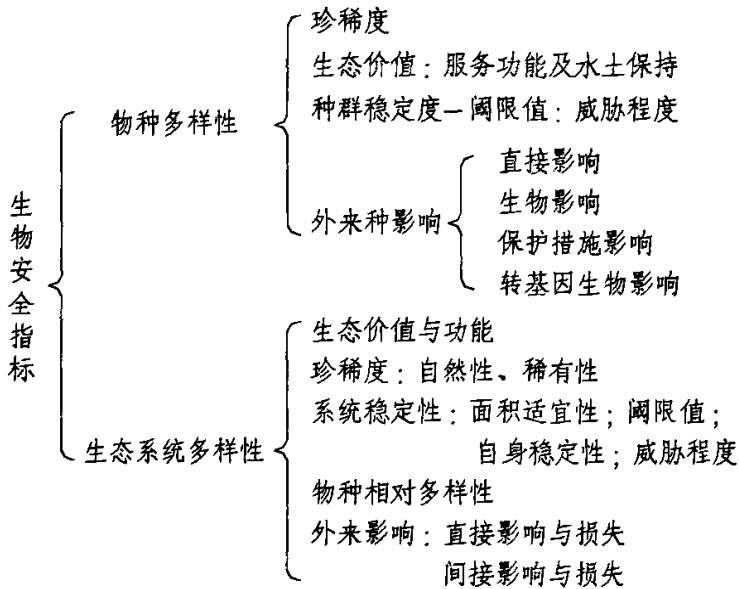 生物安全指标
物种多样性
珍稀度
生态价值：服务功能及水土保持
种群稳定度—阈限值：威胁程度
外来种影响
直接影响
生物影响
保护措施影响
转基因生物影响
生态系统多样性
生态价值与功能
珍稀度：自然性、稀有性
系统稳定性：面积适宜性；阈限值；
自身稳定性；威胁程度
物种相对多样性
外来影响：直接影响与损失
间接影响与损失